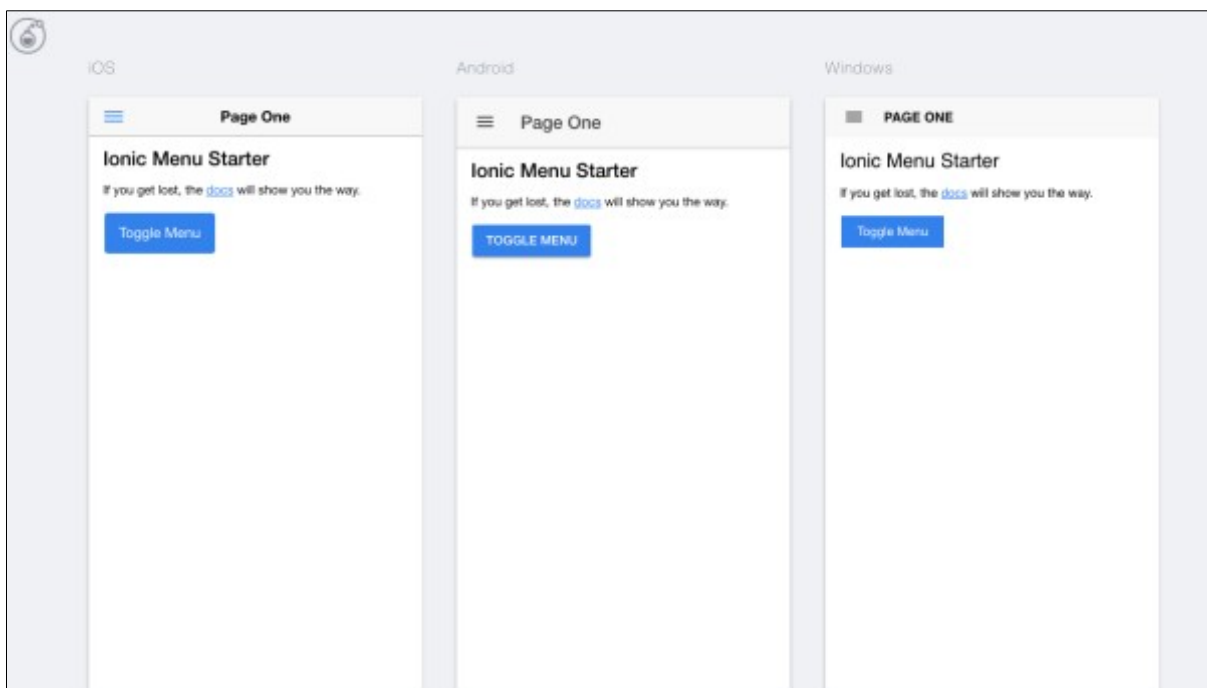 iOS
Page One
Ionic Menu Starter
If you get lost, the docs will show you the way.
Toggle Menu
Android
Page One
Ionic Menu Starter
If you get lost, the docs will show you the way.
TOGGLE MENU
Windows
PAGE ONE
Ionic Menu Starter
If you get lost, the docs will show you the way.
Toggle Menu